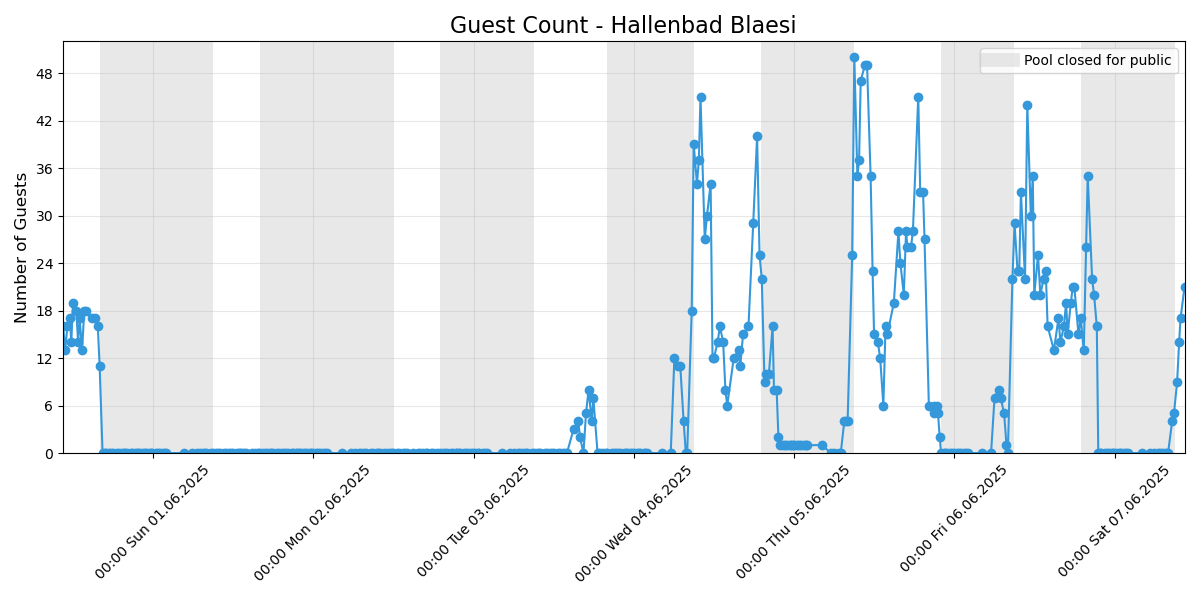 Guest Count - Hallenbad Blaesi
Pool closed for public
Number of Guests
48
42
36
30
24
18
12
6
0
00:00 Sun 01.06.2025
00:00 Mon 02.06.2025
00:00 Tue 03.06.2025
00:00 Wed 04.06.2025
00:00 Thu 05.06.2025
00:00 Fri 06.06.2025
00:00 Sat 07.06.2025